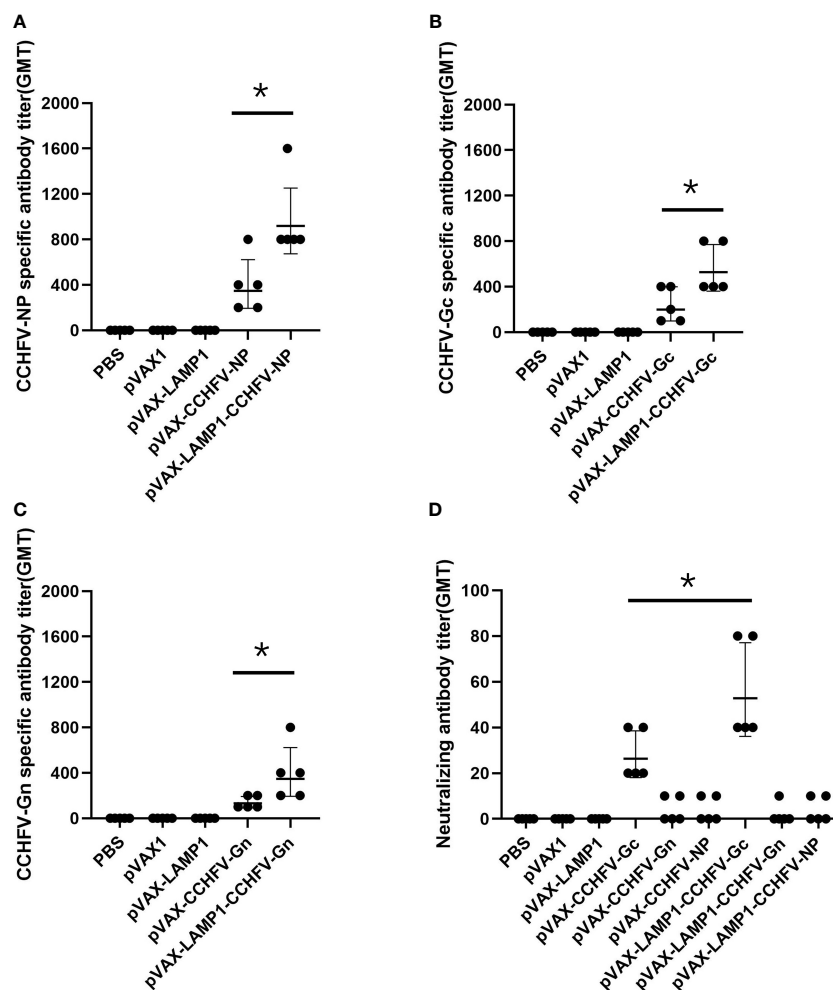 A
CCHFV-NP specific antibody titer(GMT)
2000
1600
1200
800
400
0
*
PBS
pVAX1
pVAX-LAMP1
pVAX-CCHFV-NP
pVAX-LAMP1-CCHFV-NP
B
CCHFV-Gc specific antibody titer(GMT)
2000
1600
1200
800
400
0
*
PBS
pVAX1
pVAX-LAMP1
pVAX-CCHFV-Gc
pVAX-LAMP1-CCHFV-Gc
C
CCHFV-Gn specific antibody titer(GMT)
2000
1600
1200
800
400
0
*
PBS
pVAX1
pVAX-LAMP1
pVAX-CCHFV-Gn
pVAX-LAMP1-CCHFV-Gn
D
Neutralizing antibody titer(GMT)
100
80
60
40
20
0
*
PBS
pVAX1
pVAX-LAMP1
pVAX-CCHFV-Gc
pVAX-CCHFV-Gn
pVAX-CCHFV-NP
pVAX-LAMP1-CCHFV-Gc
pVAX-LAMP1-CCHFV-Gn
pVAX-LAMP1-CCHFV-NP